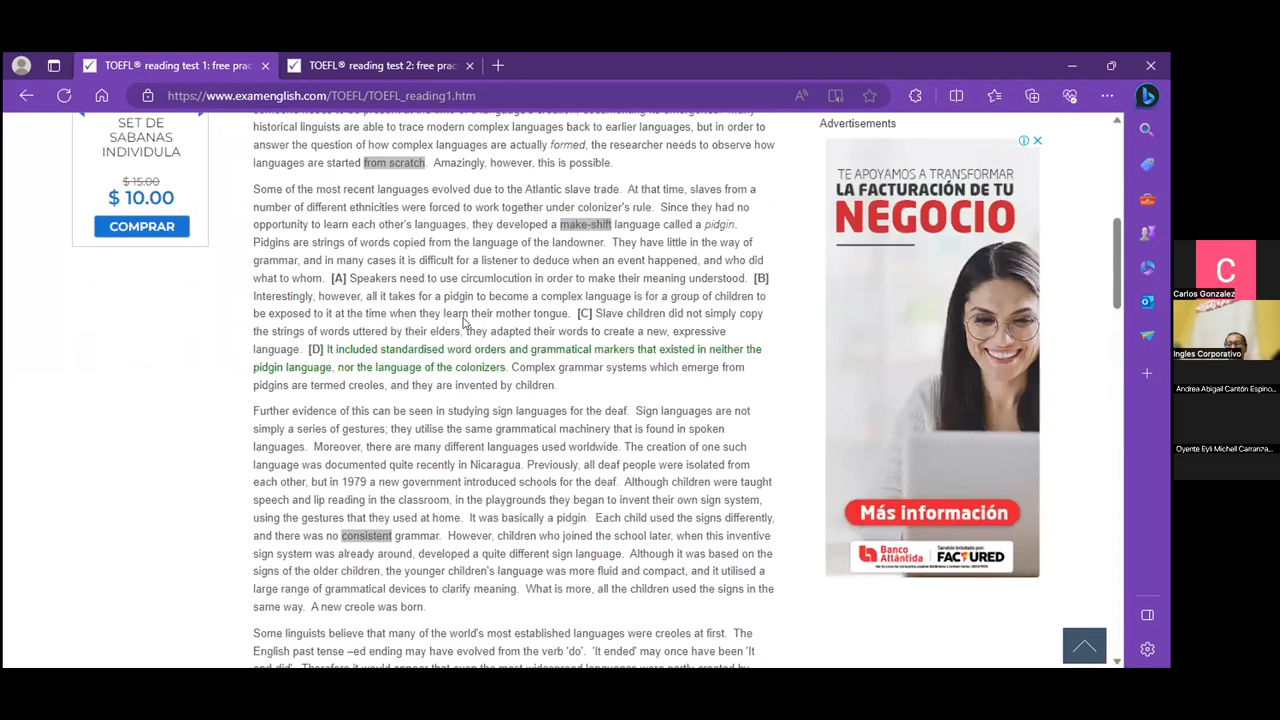 TOEFL® reading test 1: free prac
TOEFL® reading test 2: free prac
https://www.examenglish.com/TOEFL/TOEFL_reading1.htm
SET DE
SABANAS
INDIVIDULA
$ 15.00
$ 10.00
COMPRAR
historical linguists are able to trace modern complex languages back to earlier languages, but in order to
answer the question of how complex languages are actually formed, the researcher needs to observe how
languages are started from scratch. Amazingly, however, this is possible.
Some of the most recent languages evolved due to the Atlantic slave trade. At that time, slaves from a
number of different ethnicities were forced to work together under colonizer's rule. Since they had no
opportunity to learn each other's languages, they developed a make-shift language called a pidgin.
Pidgins are strings of words copied from the language of the landowner. They have little in the way of
grammar, and in many cases it is difficult for a listener to deduce when an event happened, and who did
what to whom. [A] Speakers need to use circumlocution in order to make their meaning understood. [B]
Interestingly, however, all it takes for a pidgin to become a complex language is for a group of children to
be exposed to it at the time when they learn their mother tongue. [C] Slave children did not simply copy
the strings of words uttered by their elders, they adapted their words to create a new, expressive
language. [D] It included standardised word orders and grammatical markers that existed in neither the
pidgin language, nor the language of the colonizers. Complex grammar systems which emerge from
pidgins are termed creoles, and they are invented by children.
Further evidence of this can be seen in studying sign languages for the deaf. Sign languages are not
simply a series of gestures; they utilise the same grammatical machinery that is found in spoken
languages. Moreover, there are many different languages used worldwide. The creation of one such
language was documented quite recently in Nicaragua. Previously, all deaf people were isolated from
each other, but in 1979 a new government introduced schools for the deaf. Although children were taught
speech and lip reading in the classroom, in the playgrounds they began to invent their own sign system,
using the gestures that they used at home. It was basically a pidgin. Each child used the signs differently,
and there was no consistent grammar. However, children who joined the school later, when this inventive
sign system was already around, developed a quite different sign language. Although it was based on the
signs of the older children, the younger children's language was more fluid and compact, and it utilised a
large range of grammatical devices to clarify meaning. What is more, all the children used the signs in the
same way. A new creole was born.
Some linguists believe that many of the world's most established languages were creoles at first. The
English past tense –ed ending may have evolved from the verb 'do'. 'It ended' may once have been 'It
Advertisements
TE APOYAMOS A TRANSFORMAR
LA FACTURACIÓN DE TU
NEGOCIO
Más información
Banco
Atlántida
FACTURED
C
Carlos Gonzalez
Ingles Corporativo
Andrea Abigail Cantón Espino...
Oyente Eyli Michell Carranza...